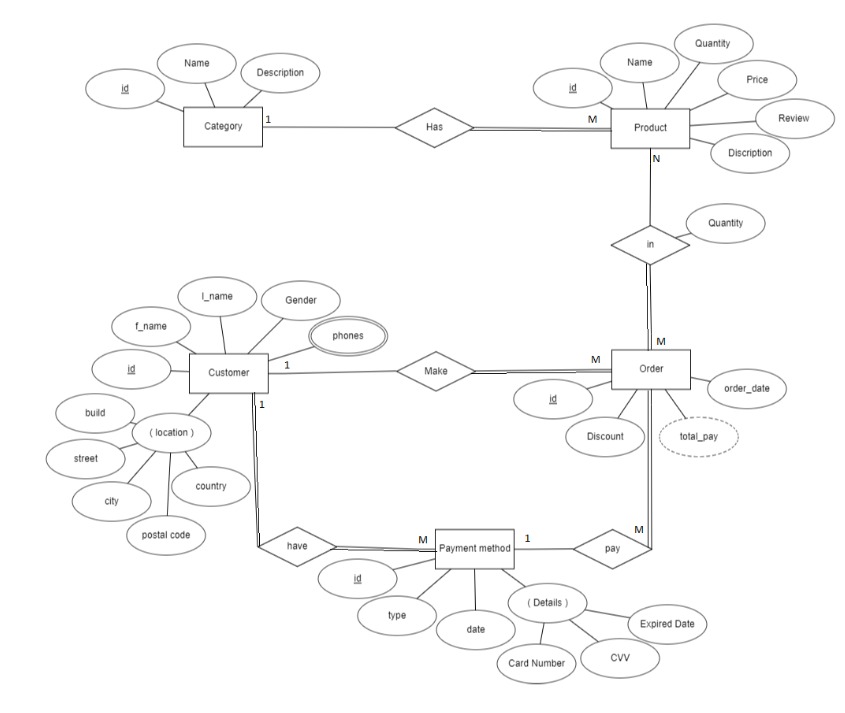 Quantity
Name
Name
Description
Price
id
id
Review
Category
1
Has
M
Product
Discription
N
Quantity
in
l_name
Gender
f_name
phones
M
id
Customer
1
Make
M
Order
order_date
id
build
1
( location )
Discount
total_pay
street
country
city
postal code
M
have
M
Payment method
1
pay
id
( Details )
type
date
Expired Date
Card Number
CVV